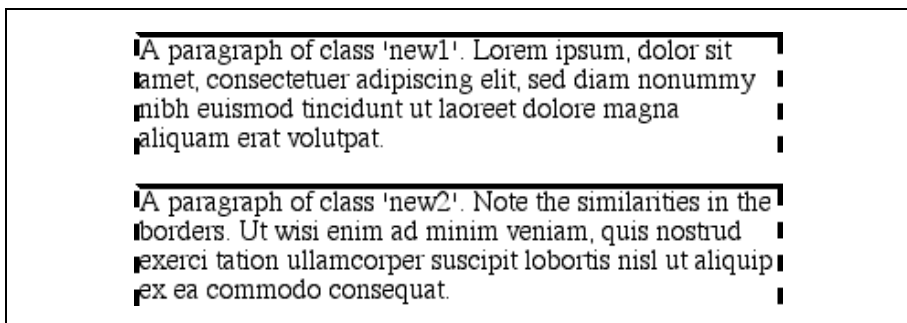 A paragraph of class 'new1'. Lorem ipsum, dolor sit
amet, consectetuer adipiscing elit, sed diam nonummy
nibh euismod tincidunt ut laoreet dolore magna
aliquam erat volutpat.
A paragraph of class 'new2'. Note the similarities in the
borders. Ut wisi enim ad minim veniam, quis nostrud
exerci tation ullamcorper suscipit lobortis nisl ut aliquip
ex ea commodo consequat.